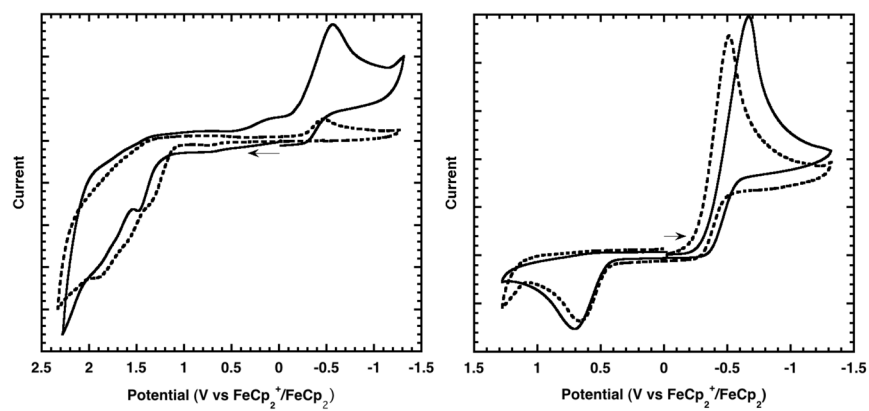 Current
2.5 2 1.5 1 0.5 0 -0.5 -1 -1.5
Potential (V vs FeCp2+/FeCp2)
Current
1.5 1 0.5 0 -0.5 -1 -1.5
Potential (V vs FeCp2+/FeCp2)